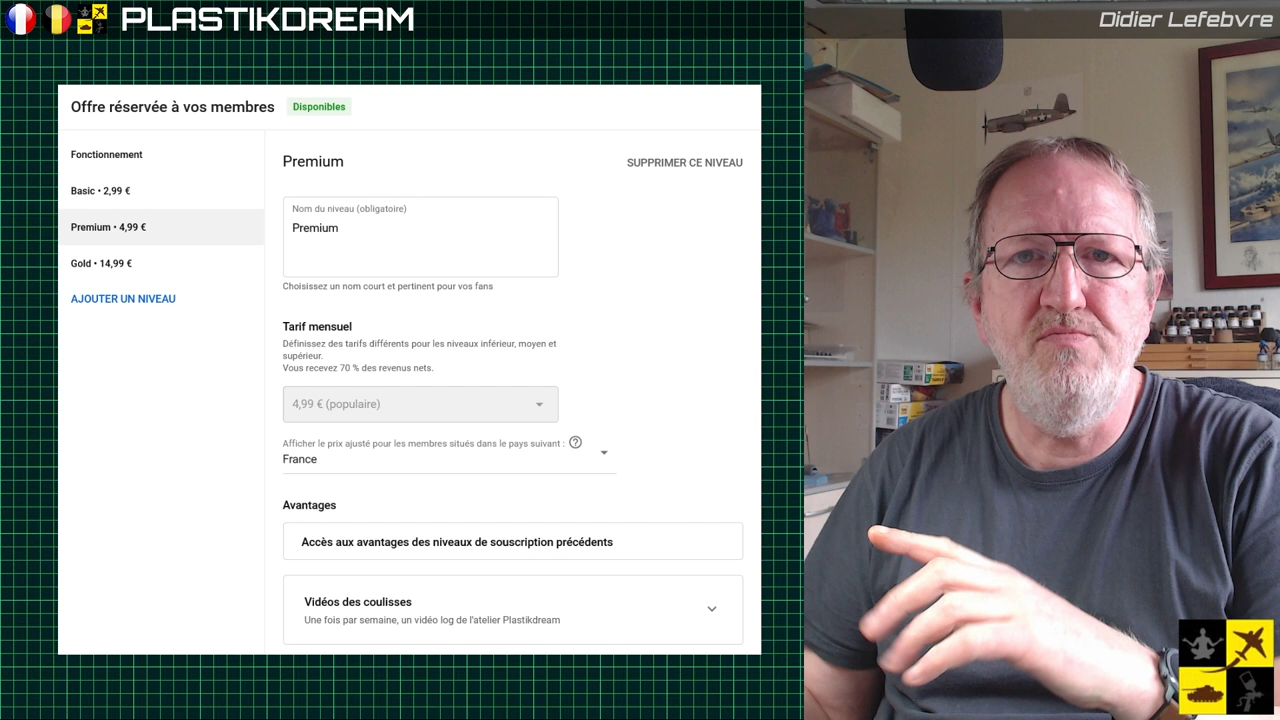 PLASTIKDREAM
Didier Lefebvre
Offre réservée à vos membres
Disponibles
Fonctionnement
Basic • 2,99 €
Premium • 4,99 €
Gold • 14,99 €
AJOUTER UN NIVEAU
Premium
SUPPRIMER CE NIVEAU
Nom du niveau (obligatoire)
Premium
Choisissez un nom court et pertinent pour vos fans
Tarif mensuel
Définissez des tarifs différents pour les niveaux inférieur, moyen et
supérieur.
Vous recevez 70 % des revenus nets.
4,99 € (populaire)
Afficher le prix ajusté pour les membres situés dans le pays suivant :
France
Avantages
Accès aux avantages des niveaux de souscription précédents
Vidéos des coulisses
Une fois par semaine, un vidéo log de l'atelier Plastikdream